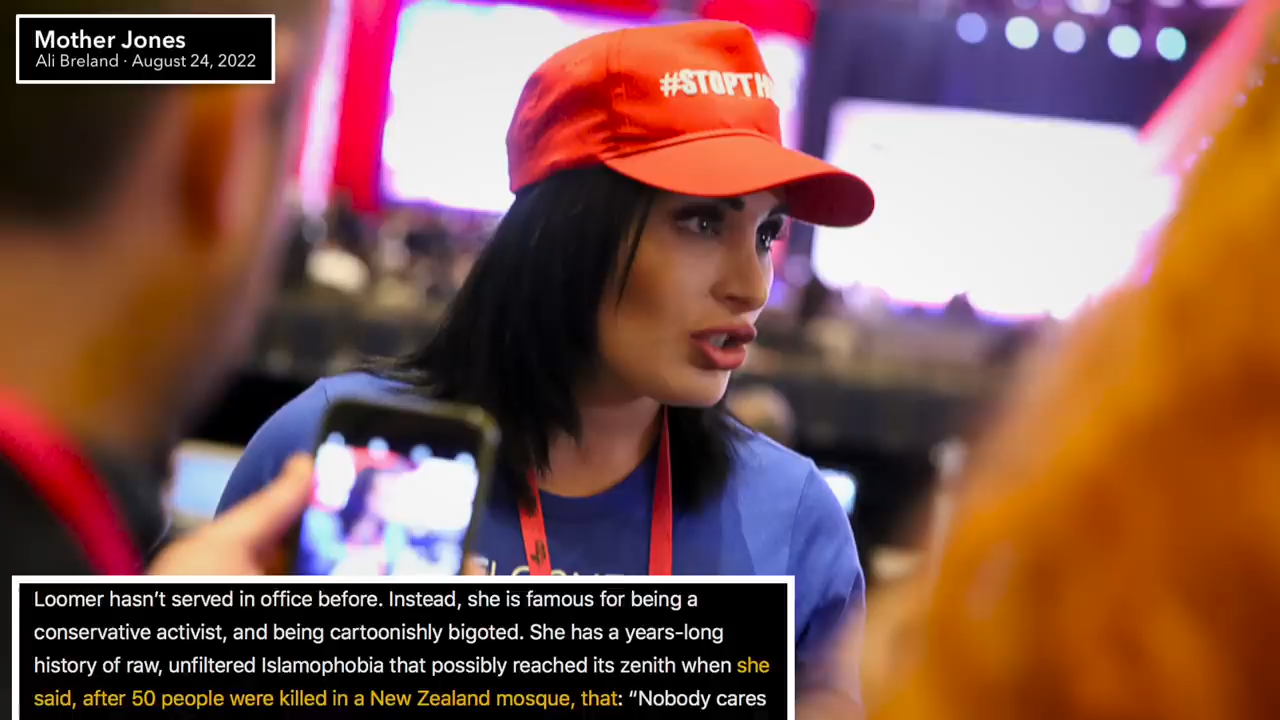 Mother Jones
Ali Breland · August 24, 2022
#STOPTH
Loomer hasn’t served in office before. Instead, she is famous for being a
conservative activist, and being cartoonishly bigoted. She has a years-long
history of raw, unfiltered Islamophobia that possibly reached its zenith when she
said, after 50 people were killed in a New Zealand mosque, that: “Nobody cares